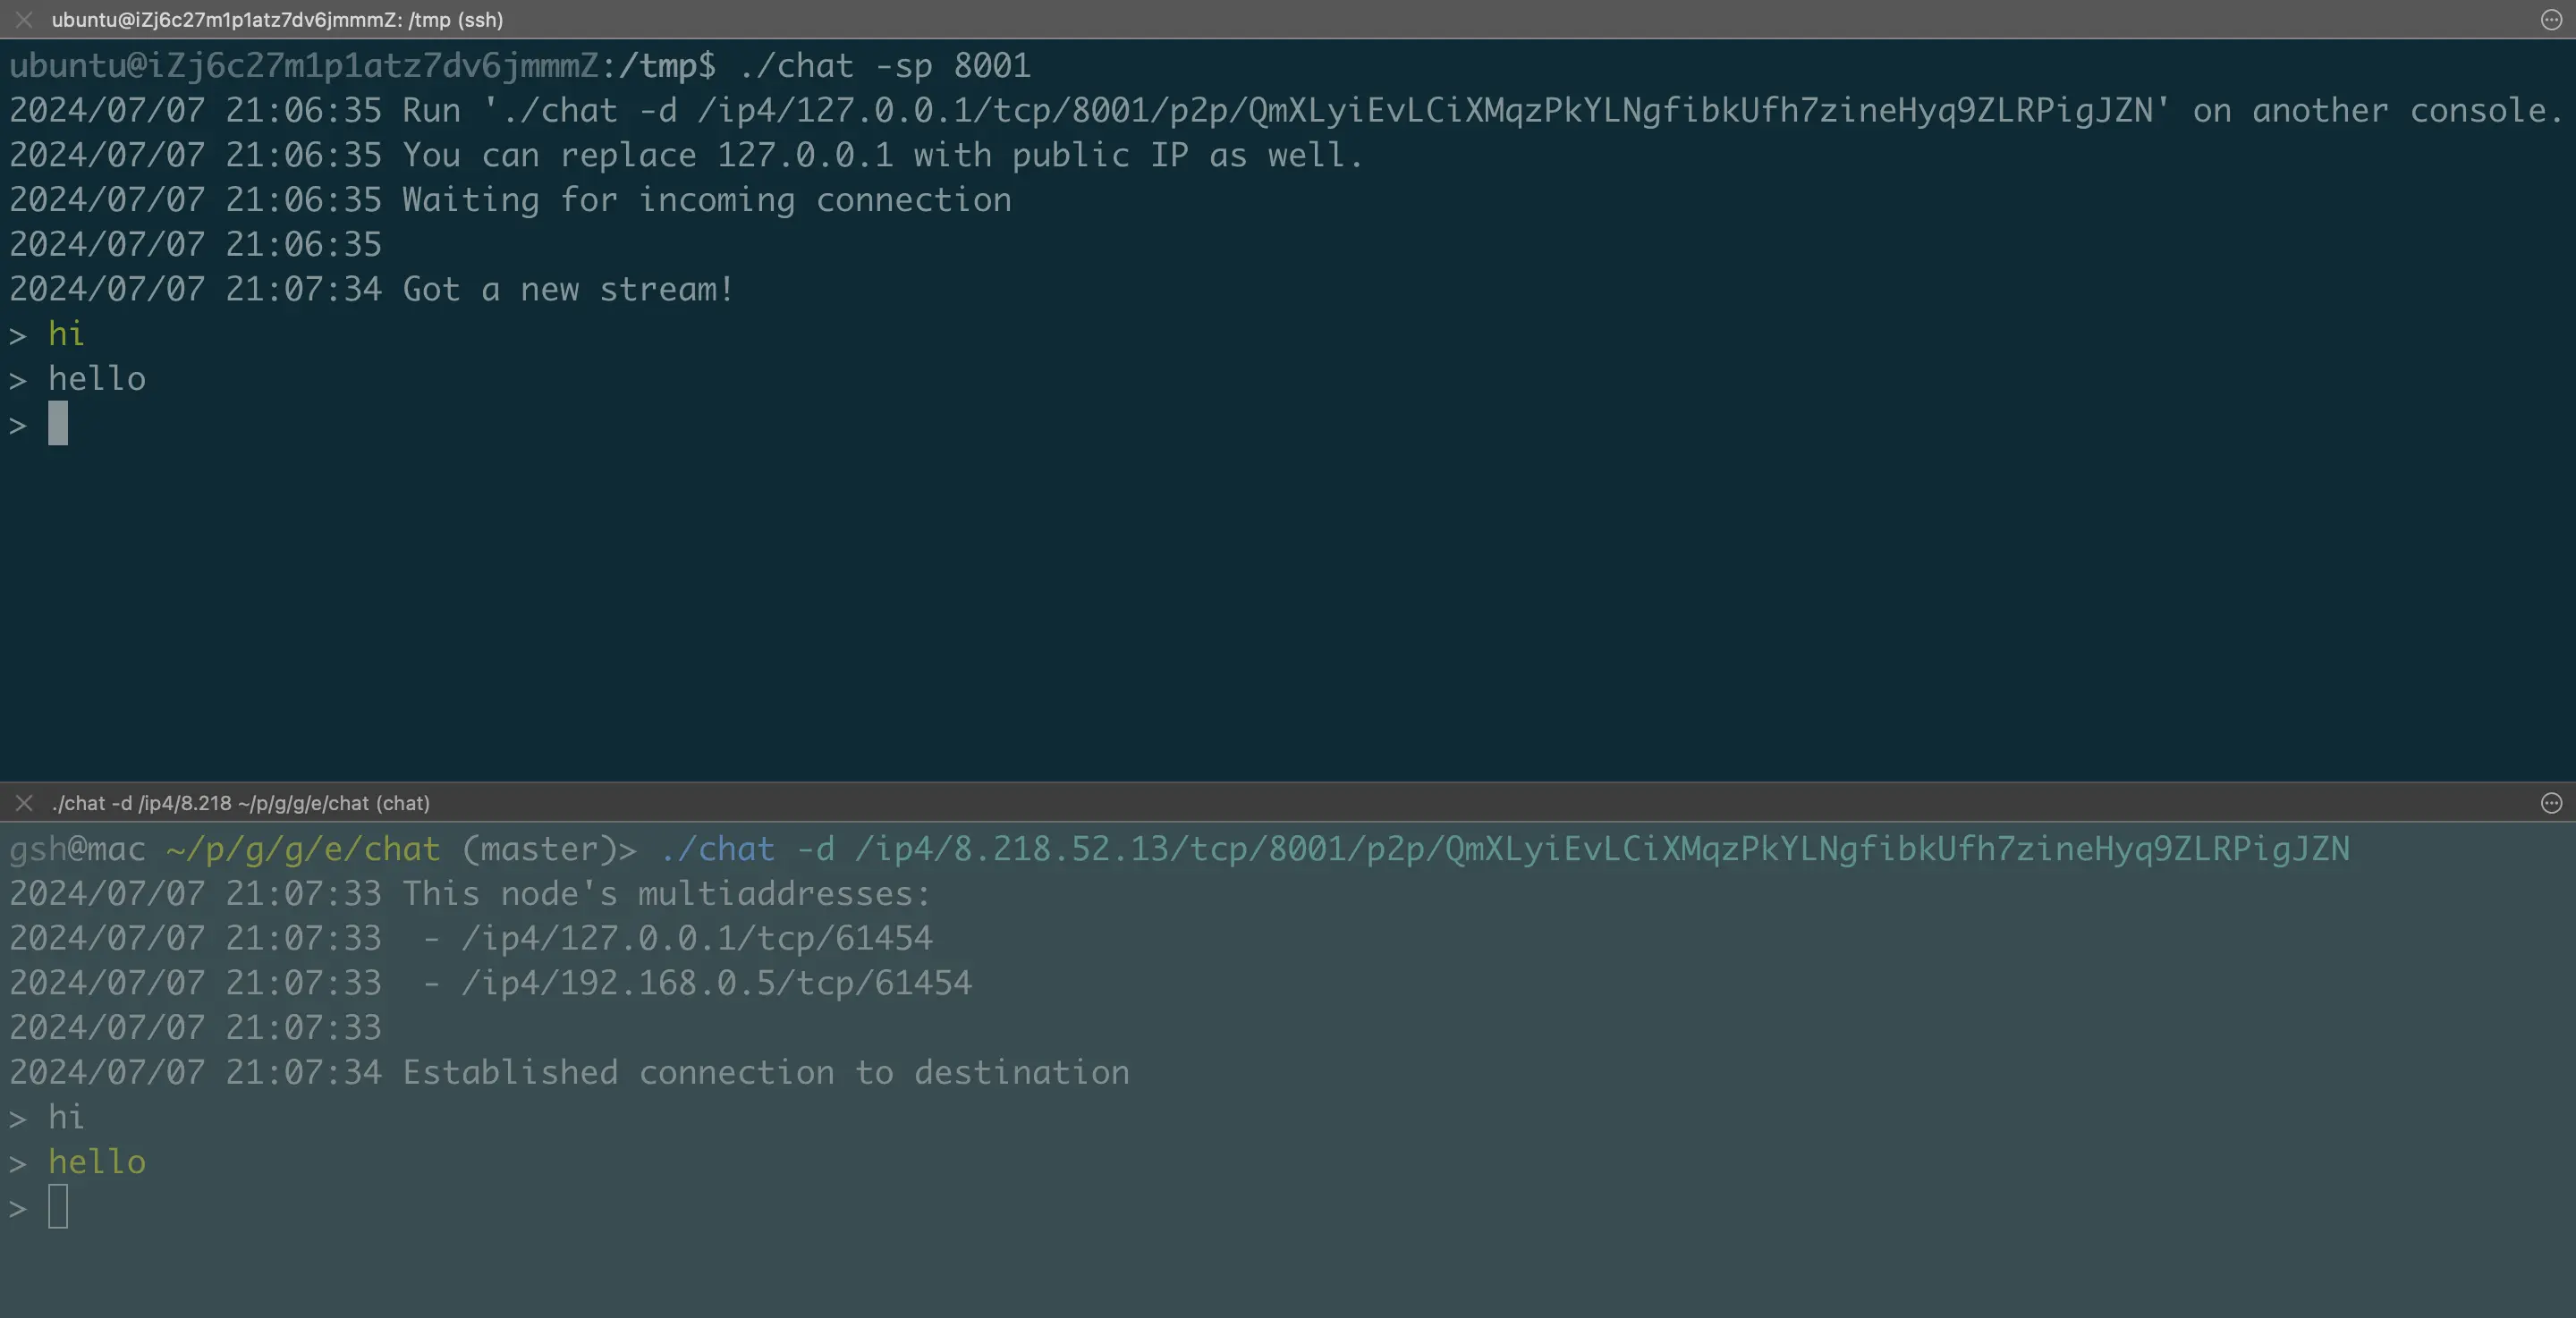 ubuntu@iZj6c27m1p1atz7dv6jmmmZ: /tmp (ssh)
ubuntu@iZj6c27m1p1atz7dv6jmmmZ:/tmp$ ./chat -sp 8001
2024/07/07 21:06:35 Run './chat -d /ip4/127.0.0.1/tcp/8001/p2p/QmXLyiEvLCiXMqzPkYLNgfibkUfh7zineHyq9ZLRPigJZN' on another console.
2024/07/07 21:06:35 You can replace 127.0.0.1 with public IP as well.
2024/07/07 21:06:35 Waiting for incoming connection
2024/07/07 21:06:35
2024/07/07 21:07:34 Got a new stream!
> hi
> hello
>
./chat -d /ip4/8.218 ~/p/g/g/e/chat (chat)
gsh@mac ~/p/g/g/e/chat (master)> ./chat -d /ip4/8.218.52.13/tcp/8001/p2p/QmXLyiEvLCiXMqzPkYLNgfibkUfh7zineHyq9ZLRPigJZN
2024/07/07 21:07:33 This node's multiaddresses:
2024/07/07 21:07:33  - /ip4/127.0.0.1/tcp/61454
2024/07/07 21:07:33  - /ip4/192.168.0.5/tcp/61454
2024/07/07 21:07:33
2024/07/07 21:07:34 Established connection to destination
> hi
> hello
>